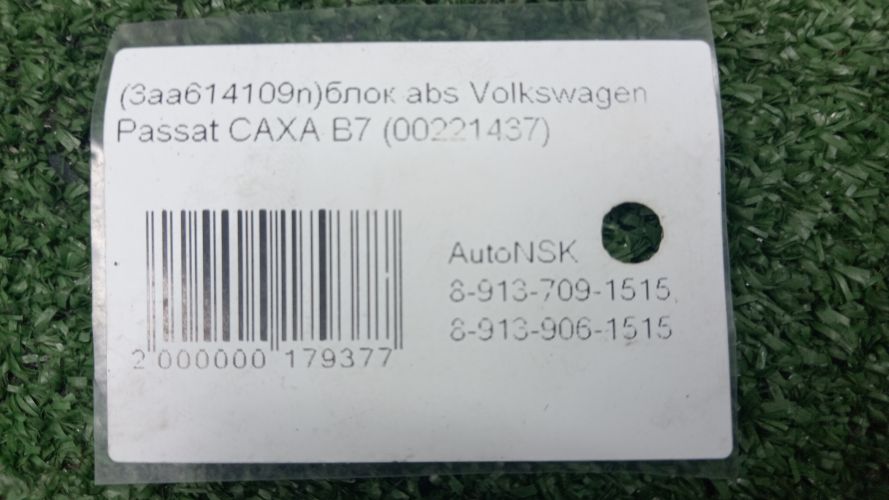 (3aa614109n)блок abs Volkswagen
Passat CAXA B7 (00221437)
AutoNSK
8-913-709-1515,
8-913-906-1515
2 000000 179377